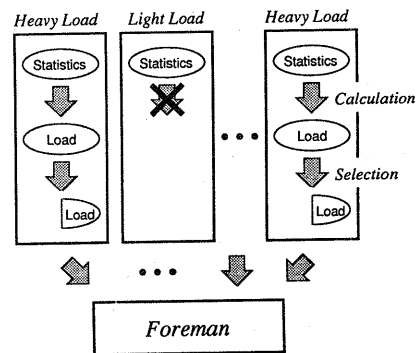 Heavy Load Light Load Heavy Load
Statistics Statistics Statistics
Calculation
Load Load
Selection
Load Load
Foreman